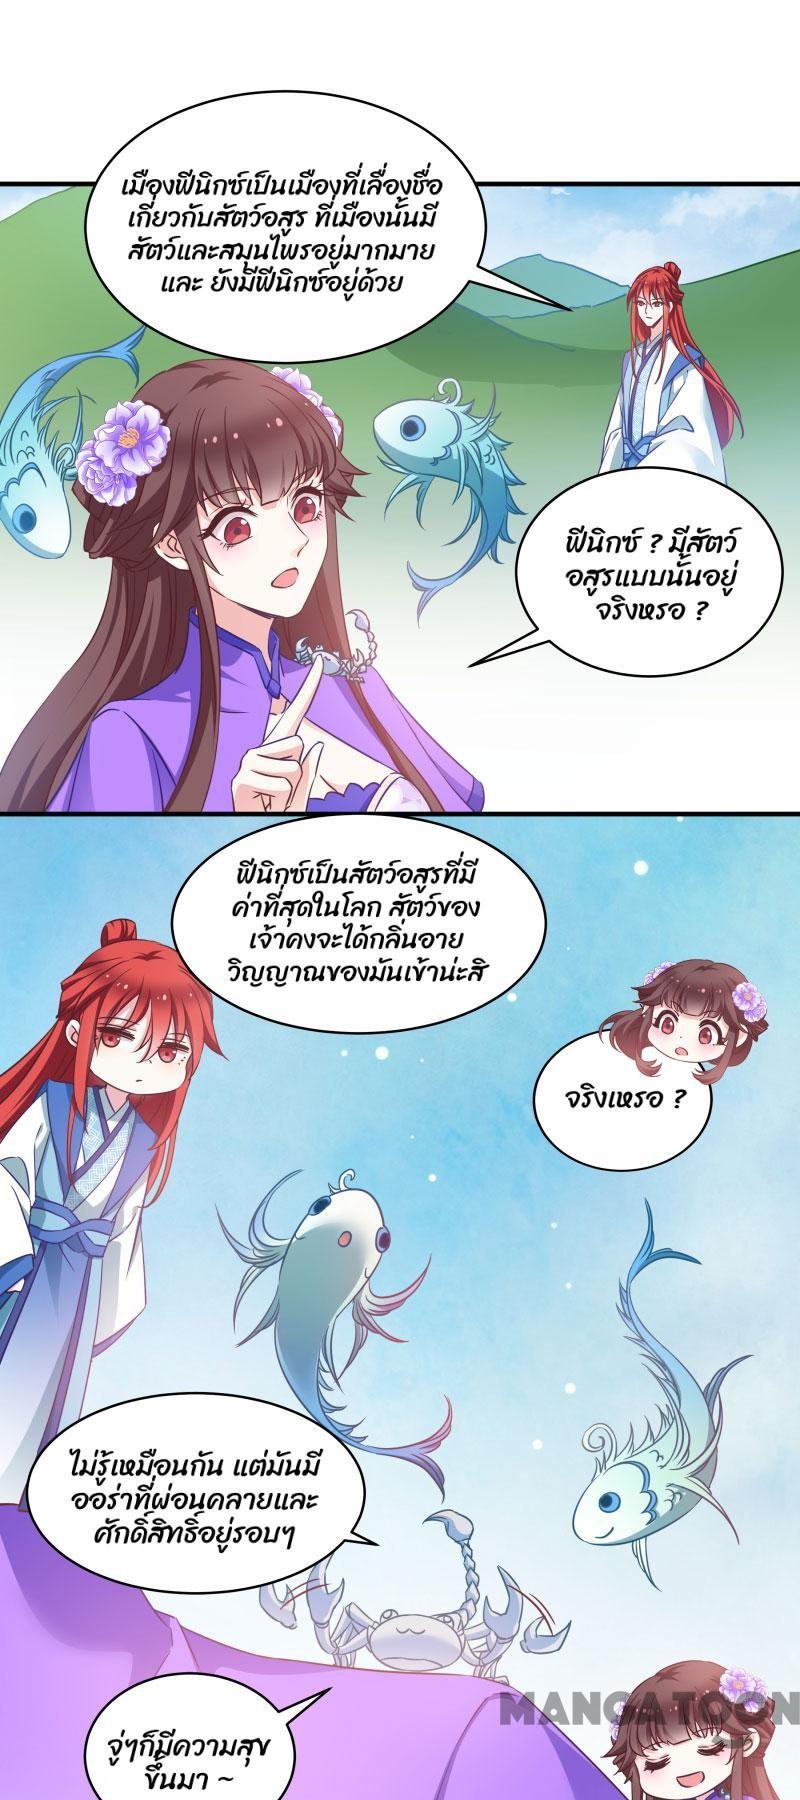 เมืองฟีนิกซ์เป็นเมืองที่เลื่องชื่อ
เกี่ยวกับสัตว์อสูร ที่เมืองนั้นมี
สัตว์และสมุนไพรอยู่มากมาย
และ ยังมีฟีนิกซ์อยู่ด้วย
ฟีนิกซ์ ? มีสัตว์
อสูรแบบนั้นอยู่
จริงหรอ ?
ฟีนิกซ์เป็นสัตว์อสูรที่มี
ค่าที่สุดในโลก สัตว์ของ
เจ้าคงจะได้กลิ่นอาย
วิญญาณของมันเข้าน่ะสิ
จริงเหรอ ?
ไม่รู้เหมือนกัน แต่มันมี
ออร่าที่ผ่อนคลายและ
ศักดิ์สิทธิ์อยู่รอบๆ
MANGATOON
จู่ๆก็มีความสุข
ขึ้นมา ~